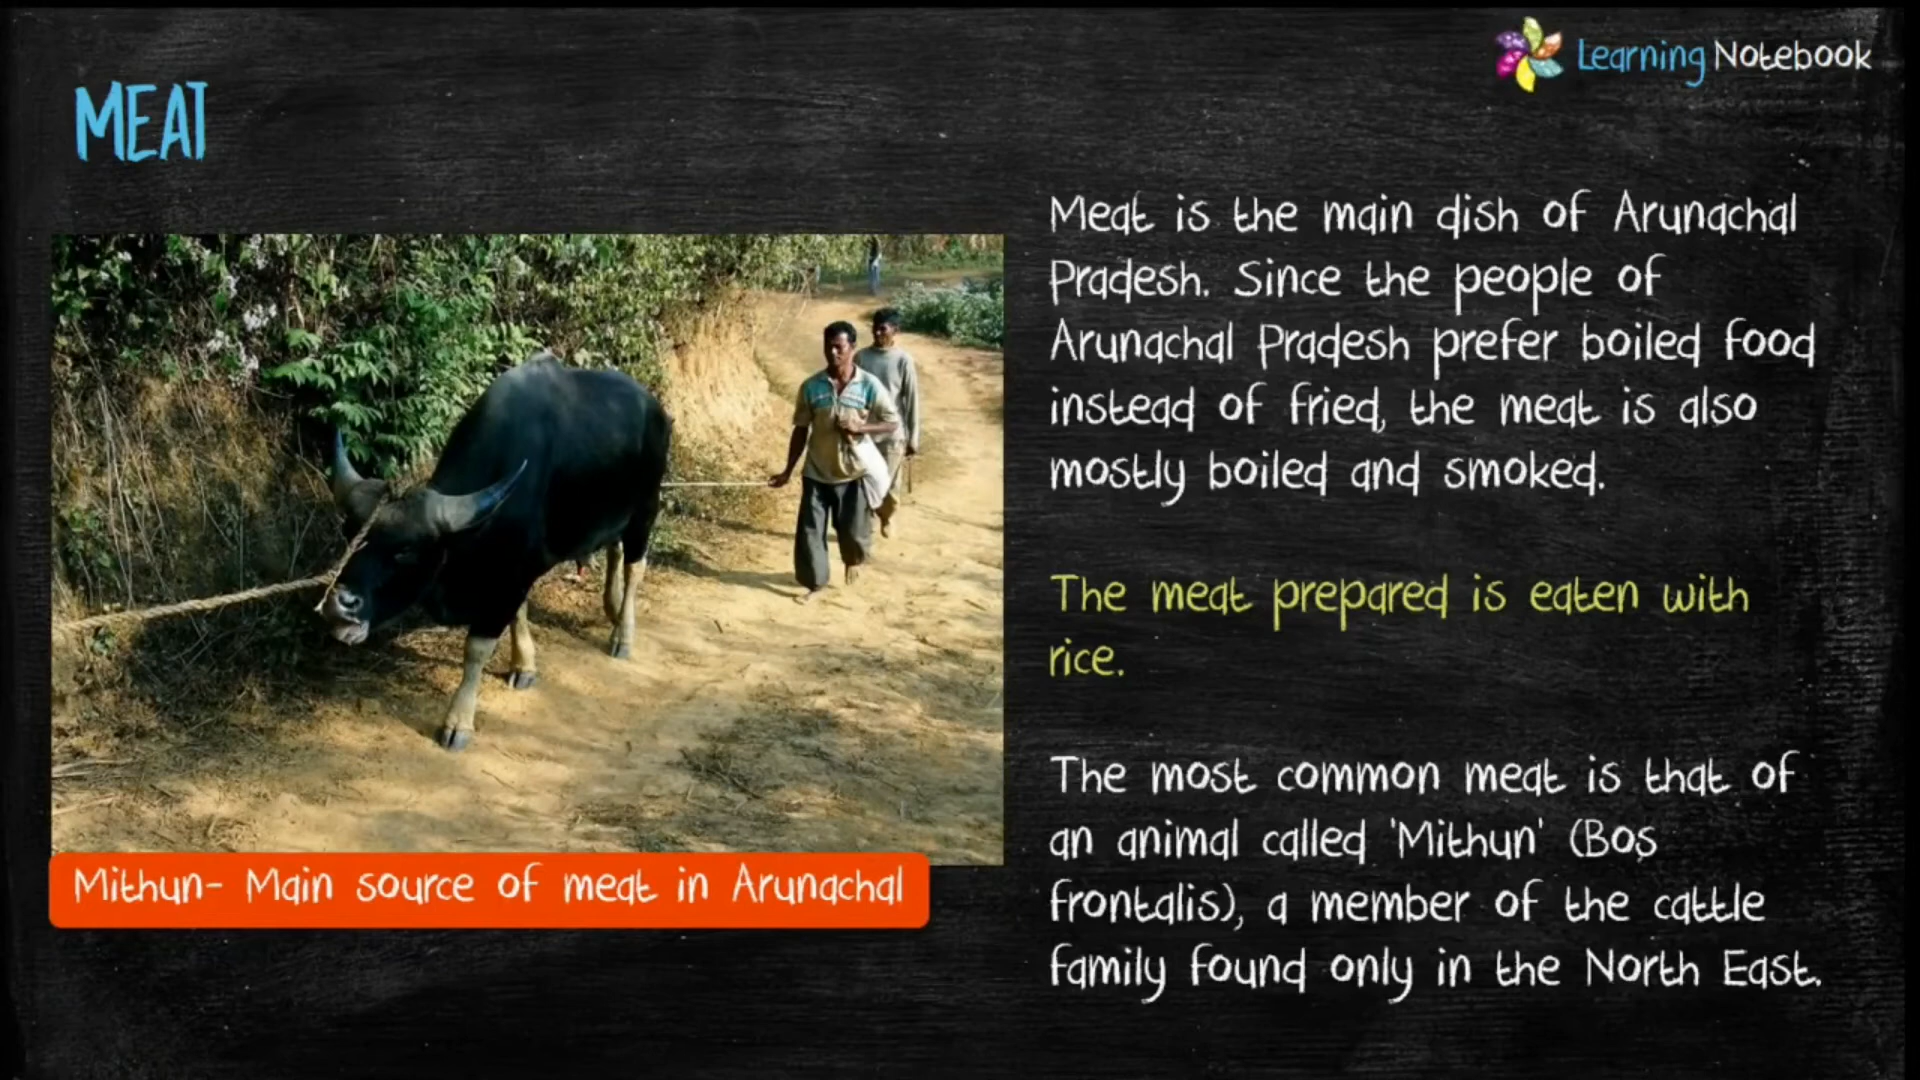 Learning Notebook
MEAT
Meat is the main dish of Arunachal
Pradesh. Since the people of
Arunachal Pradesh prefer boiled food
instead of fried, the meat is also
mostly boiled and smoked.
The meat prepared is eaten with
rice.
The most common meat is that of
an animal called 'Mithun' (Bos
frontalis), a member of the cattle
family found only in the North East.
Mithun- Main source of meat in Arunachal